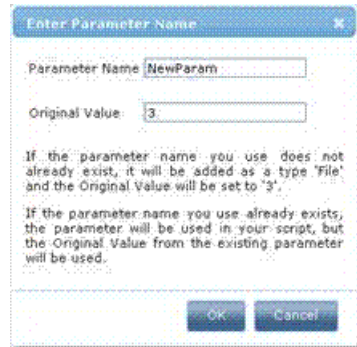 Enter Parameter Name
Parameter Name NewParam
Original Value 3
If the parameter name you use does not
already exist, it will be added as a type 'File'
and the Original Value will be set to '3'.
If the parameter name you use already exists,
the parameter will be used in your script, but
the Original Value from the existing parameter
will be used.
OK Cancel